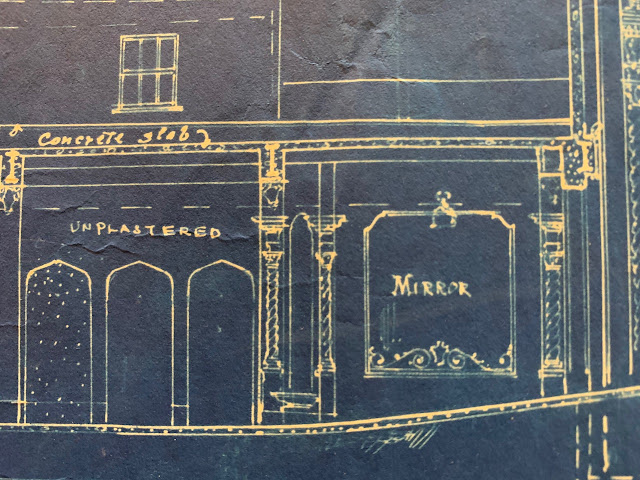 Concrete slab
UNPLASTERED
MIRROR